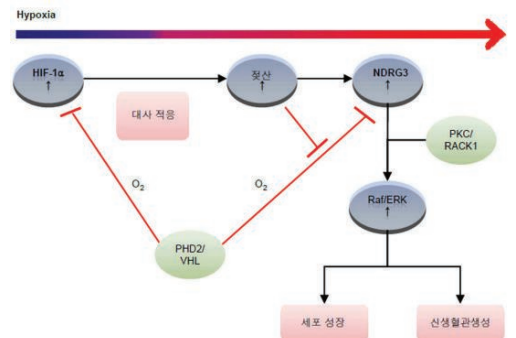 Hypoxia
HIF-1α
↑
젖산
↑
NDRG3
↑
대사 적응
PKC/
RACK1
O₂
O₂
Raf/ERK
↑
PHD2/
VHL
세포 성장
신생혈관생성